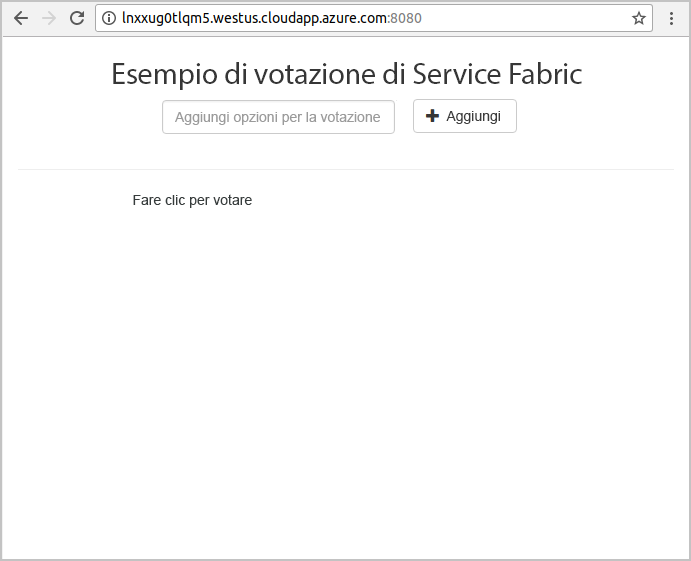 lnxxug0tlqm5.westus.cloudapp.azure.com:8080
Esempio di votazione di Service Fabric
Aggiungi opzioni per la votazione
Aggiungi
Fare clic per votare